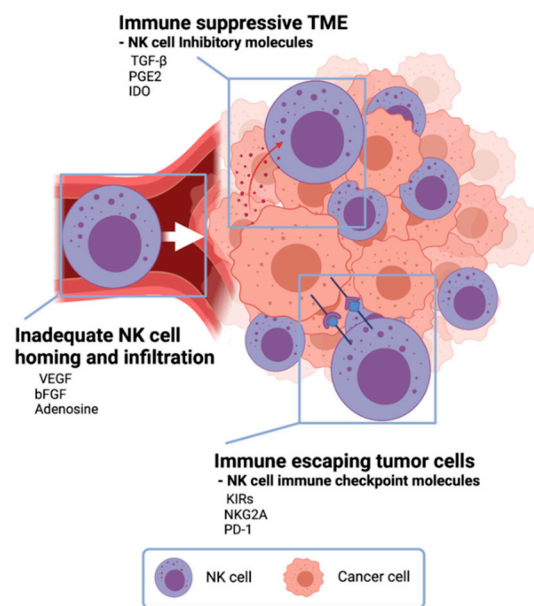 Immune suppressive TME
- NK cell Inhibitory molecules
TGF-β
PGE2
IDO
Inadequate NK cell
homing and infiltration
VEGF
bFGF
Adenosine
Immune escaping tumor cells
- NK cell immune checkpoint molecules
KIRs
NKG2A
PD-1
NK cell
Cancer cell